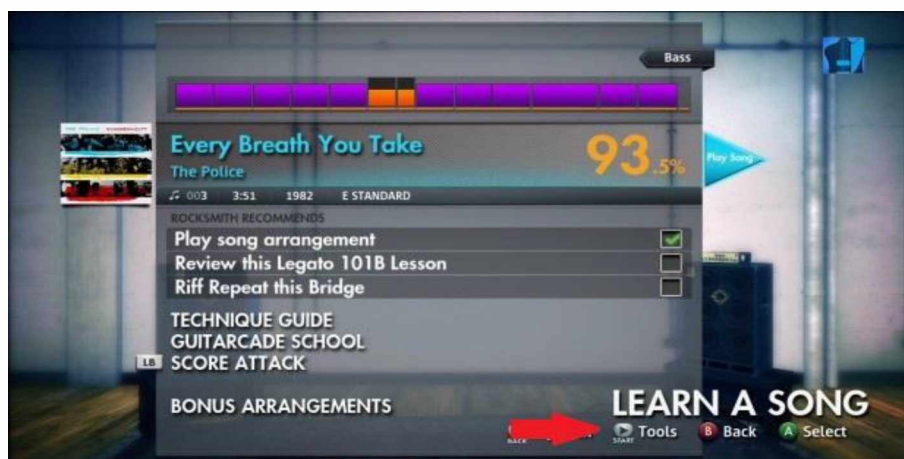 Bass
Every Breath You Take
93.5%
Play Song
The Police
003 3:51 1982 E STANDARD
ROCKSMITH RECOMMENDS
Play song arrangement
Review this Legato 101B Lesson
Riff Repeat this Bridge
TECHNIQUE GUIDE
GUITARCADE SCHOOL
LB SCORE ATTACK
BONUS ARRANGEMENTS
LEARN A SONG
BACK START Tools B Back A Select